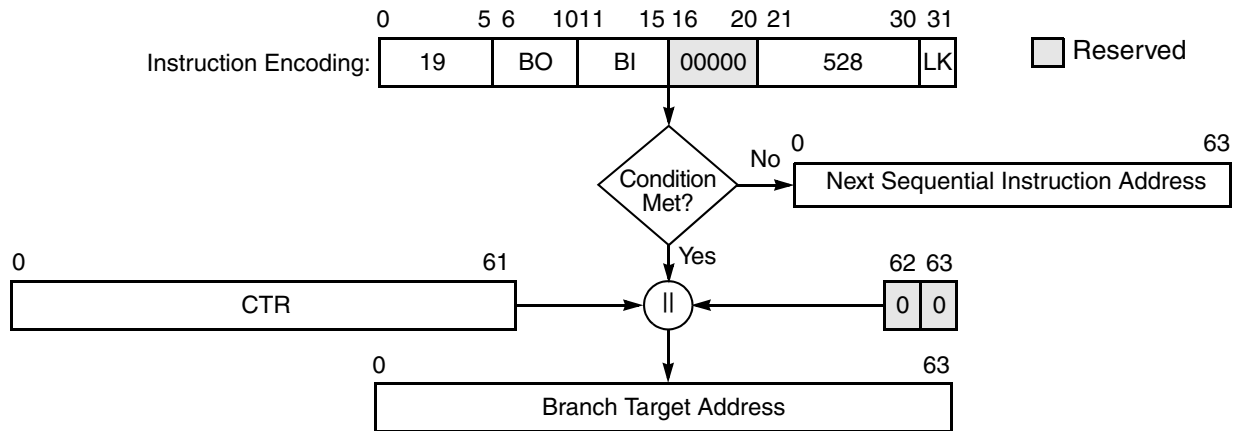 0 5 6 10 11 15 16 20 21 30 31
Instruction Encoding: 19 BO BI 00000 528 LK Reserved
0 63
Condition Met? No Next Sequential Instruction Address
Yes
0 61 62 63
CTR || 0 0
0 63
Branch Target Address